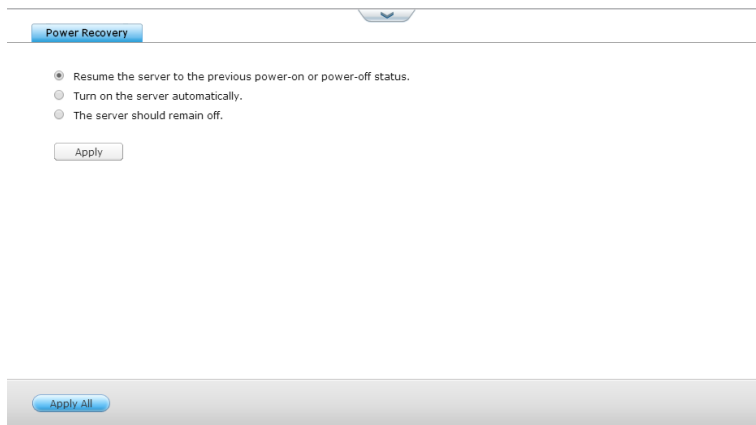 Power Recovery
Resume the server to the previous power-on or power-off status.
Turn on the server automatically.
The server should remain off.
Apply
Apply All